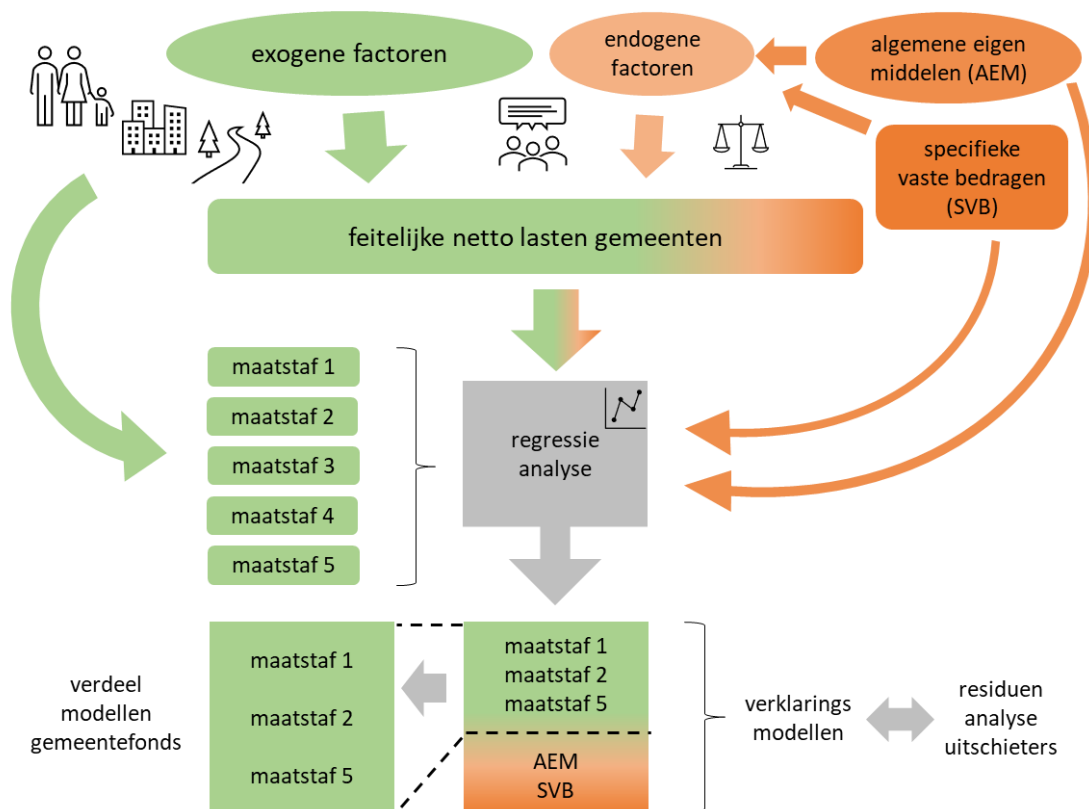 exogene factoren
endogene
factoren
algemene eigen
middelen (AEM)
specifieke
vaste bedragen
(SVB)
feitelijke netto lasten gemeenten
maatstaf 1
maatstaf 2
maatstaf 3
maatstaf 4
maatstaf 5
regressie
analyse
verdeel
modellen
gemeentefonds
maatstaf 1
maatstaf 2
maatstaf 5
maatstaf 1
maatstaf 2
maatstaf 5
AEM
SVB
verklarings
modellen
residuen
analyse
uitschieters